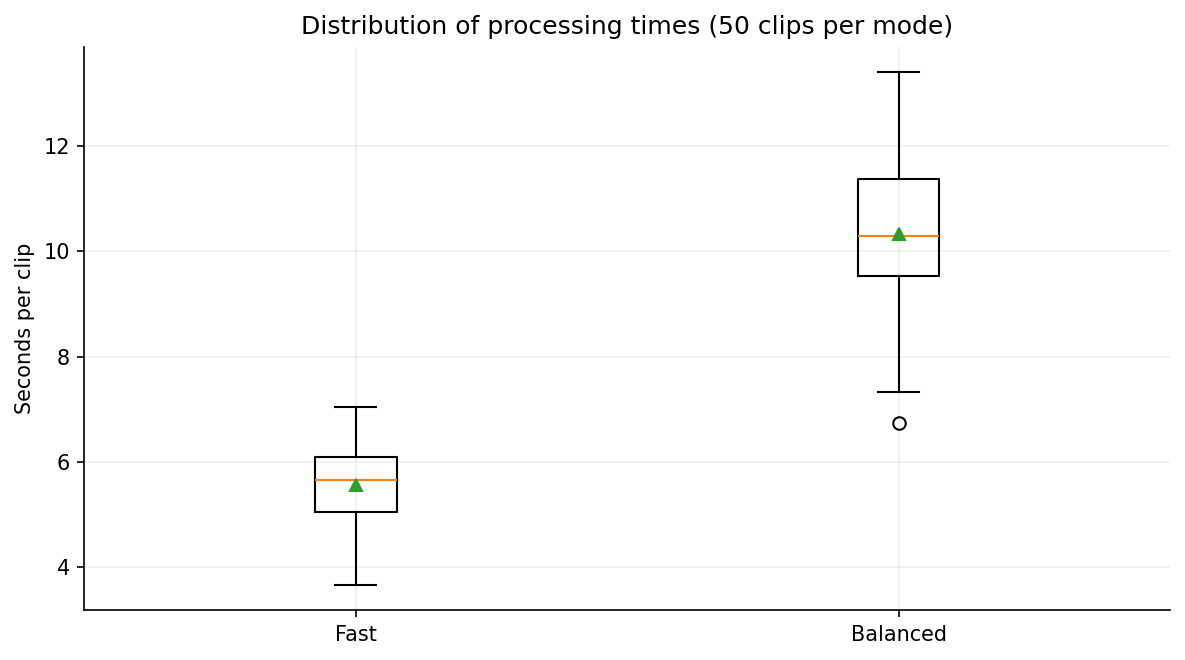 Distribution of processing times (50 clips per mode)
Seconds per clip
12
10
8
6
4
Fast
Balanced